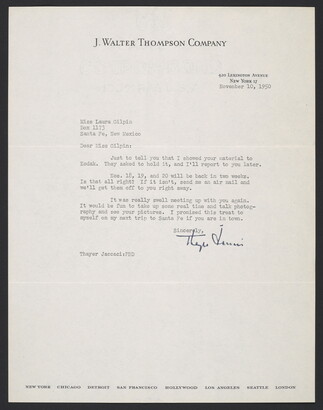 J. WALTER THOMPSON COMPANY
420 LEXINGTON AVENUE
NEW YORK 17
November 10, 1950
Miss Laura Gilpin
Box 1173
Santa Fe, New Mexico
Dear Miss Gilpin:
Just to tell you that I showed your material to
Kodak. They asked to hold it, and I'll report to you later.
Nos. 18, 19, and 20 will be back in two weeks.
Is that all right? If it isn't, send me an air mail and
we'll get them off to you right away.
It was really swell meeting up with you again.
It would be fun to take up some real time and talk photog-
raphy and see your pictures. I promised this treat to
myself on my next trip to Santa Fe if you are in town.
Sincerely,
Thayer
NEW YORK CHICAGO DETROIT SAN FRANCISCO HOLLYWOOD LOS ANGELES SEATTLE LONDON